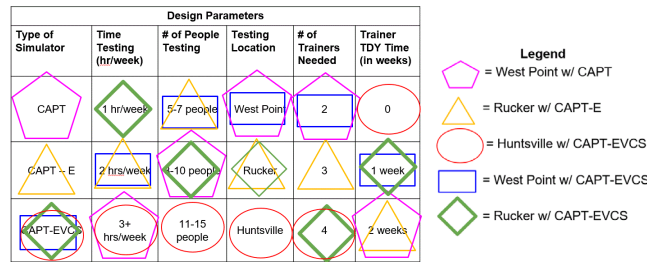 Design Parameters
Type of Simulator
Time Testing (hr/week)
# of People Testing
Testing Location
# of Trainers Needed
Trainer TDY Time (in weeks)
CAPT
1 hr/week
5-7 people
West Point
2
0
CAPT – E
2 hrs/week
-10 people
Rucker
3
1 week
CAPT-EVCS
3+ hrs/week
11-15 people
Huntsville
4
2 weeks
Legend
= West Point w/ CAPT
= Rucker w/ CAPT-E
= Huntsville w/ CAPT-EVCS
= West Point w/ CAPT-EVCS
= Rucker w/ CAPT-EVCS